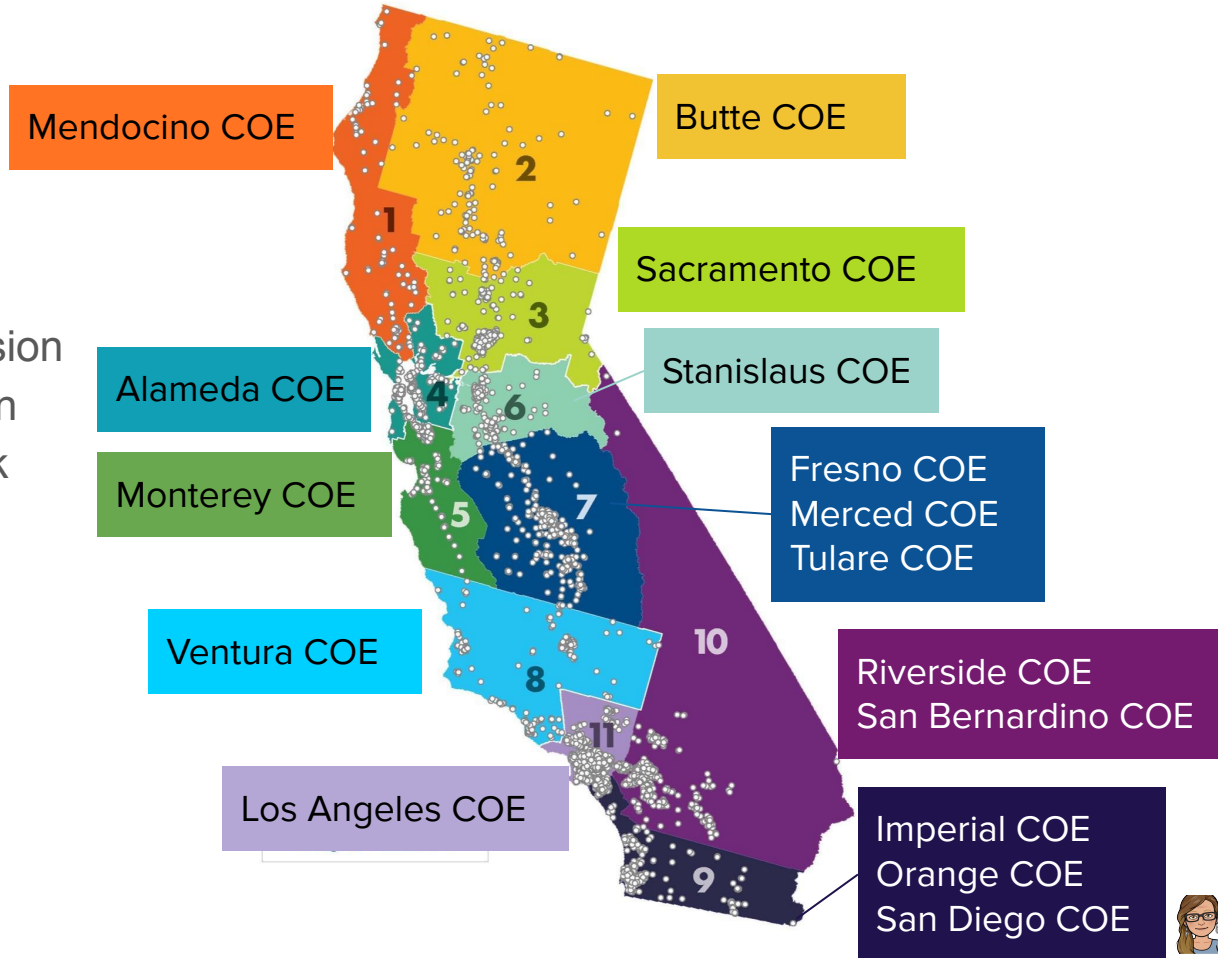 Mendocino COE
Butte COE
2
1
Sacramento COE
3
sion
n
k
Alameda COE
4
Stanislaus COE
6
Monterey COE
5
7
Fresno COE
Merced COE
Tulare COE
Ventura COE
8
10
Riverside COE
San Bernardino COE
11
Los Angeles COE
9
Imperial COE
Orange COE
San Diego COE